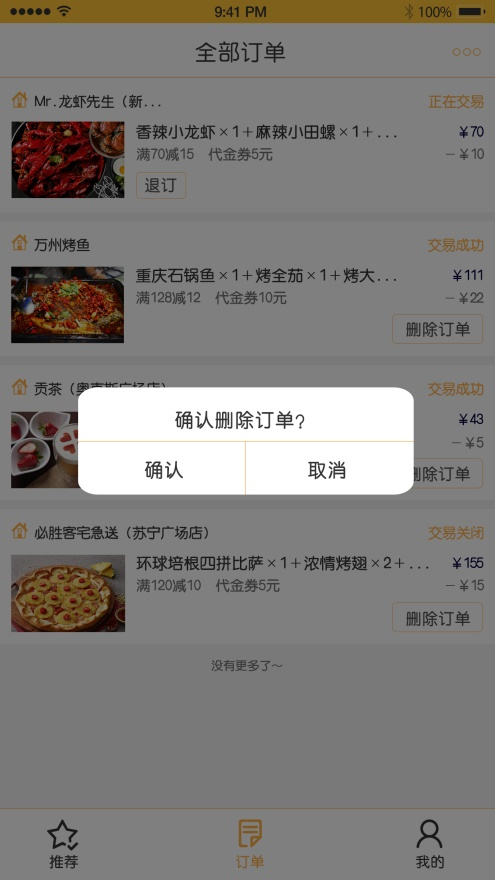 9:41 PM 100%
全部订单
Mr.龙虾先生（新... 正在交易
香辣小龙虾×1＋麻辣小田螺×1＋... ￥70
满70减15 代金券5元 －￥10
退订
万州烤鱼 交易成功
重庆石锅鱼×1＋烤全茄×1＋烤大... ￥111
满128减12 代金券10元 －￥22
删除订单
贡茶（奥克斯广场店） 交易成功
￥43
－￥5
删除订单
确认删除订单?
确认 取消
必胜客宅急送（苏宁广场店） 交易关闭
环球培根四拼比萨×1＋浓情烤翅×2＋... ￥155
满120减10 代金券5元 －￥15
删除订单
没有更多了～
推荐 订单 我的